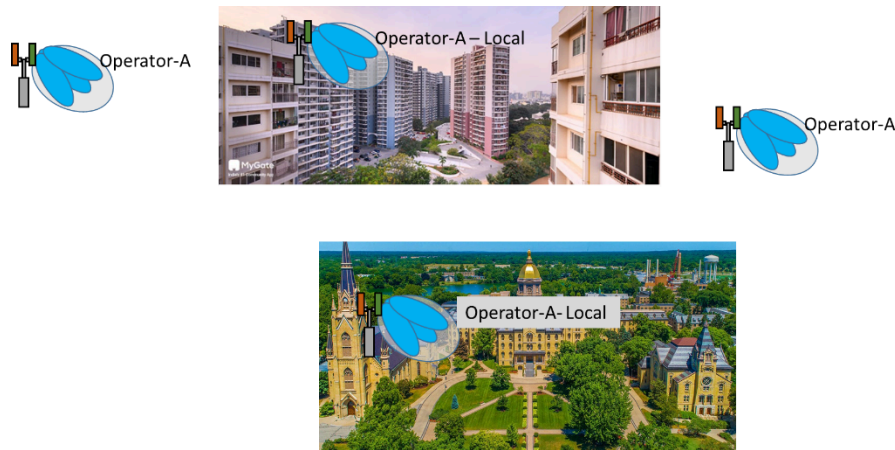 Operator-A
Operator-A – Local
Operator-A
MyGate
Operator-A- Local